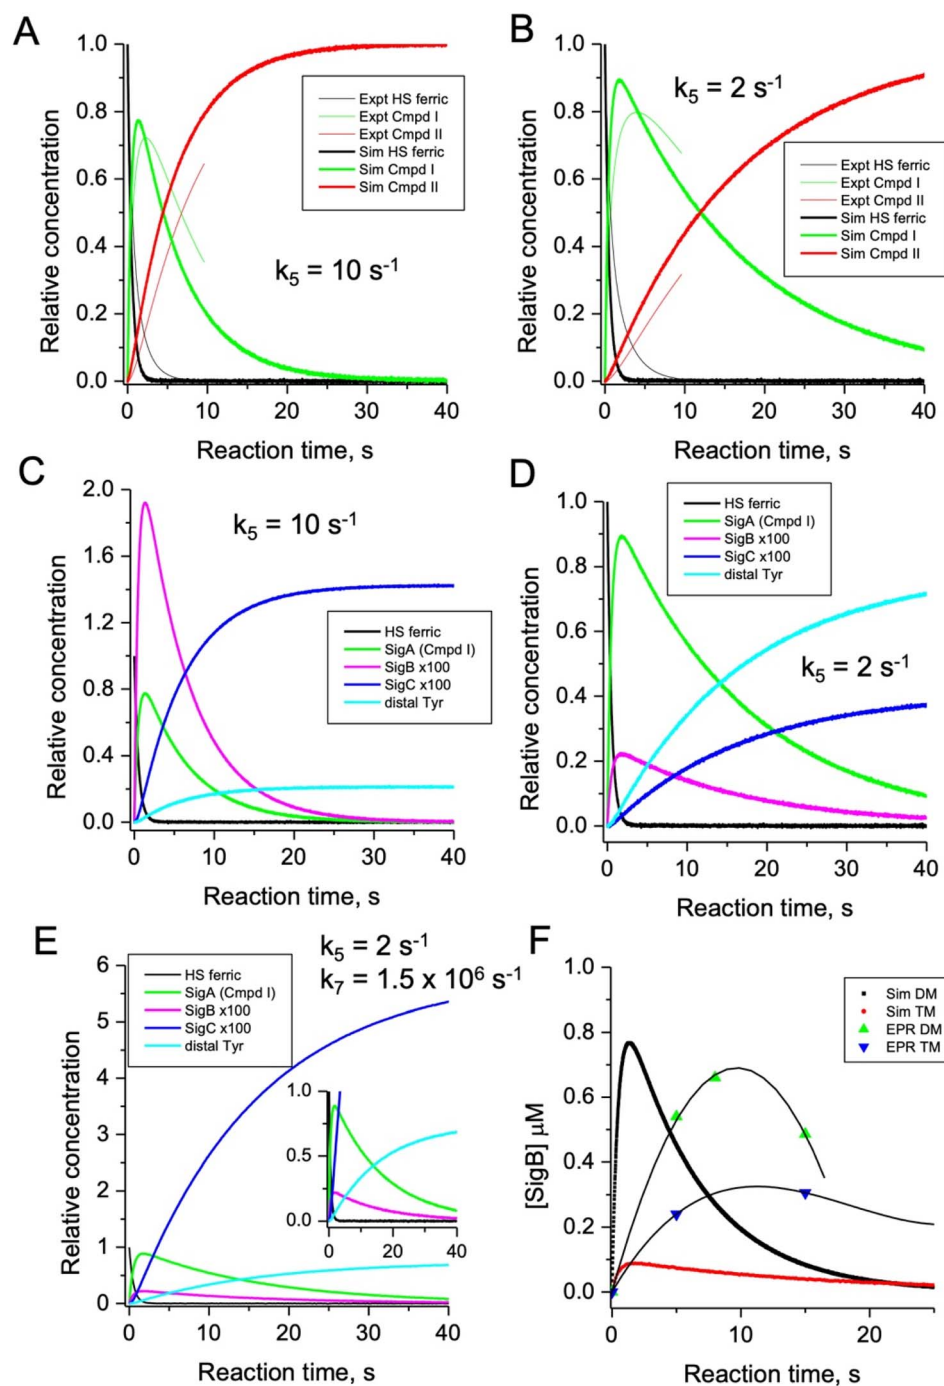 A
1.0
0.8
0.6
0.4
0.2
0.0
Relative concentration
Expt HS ferric
Expt Cmpd I
Expt Cmpd II
Sim HS ferric
Sim Cmpd I
Sim Cmpd II
k₅ = 10 s⁻¹
0 10 20 30 40
Reaction time, s
B
1.0
0.8
0.6
0.4
0.2
0.0
Relative concentration
k₅ = 2 s⁻¹
Expt HS ferric
Expt Cmpd I
Expt Cmpd II
Sim HS ferric
Sim Cmpd I
Sim Cmpd II
0 10 20 30 40
Reaction time, s
C
2.0
1.6
1.2
0.8
0.4
0.0
Relative concentration
k₅ = 10 s⁻¹
HS ferric
SigA (Cmpd I)
SigB x100
SigC x100
distal Tyr
0 10 20 30 40
Reaction time, s
D
1.0
0.8
0.6
0.4
0.2
0.0
Relative concentration
HS ferric
SigA (Cmpd I)
SigB x100
SigC x100
distal Tyr
k₅ = 2 s⁻¹
0 10 20 30 40
Reaction time, s
E
k₅ = 2 s⁻¹
k₇ = 1.5 x 10⁶ s⁻¹
6
5
4
3
2
1
0
Relative concentration
HS ferric
SigA (Cmpd I)
SigB x100
SigC x100
distal Tyr
1.0
0.5
0.0
0 20 40
0 10 20 30 40
Reaction time, s
F
1.0
0.8
0.6
0.4
0.2
0.0
[SigB] μM
Sim DM
Sim TM
EPR DM
EPR TM
0 10 20
Reaction time, s